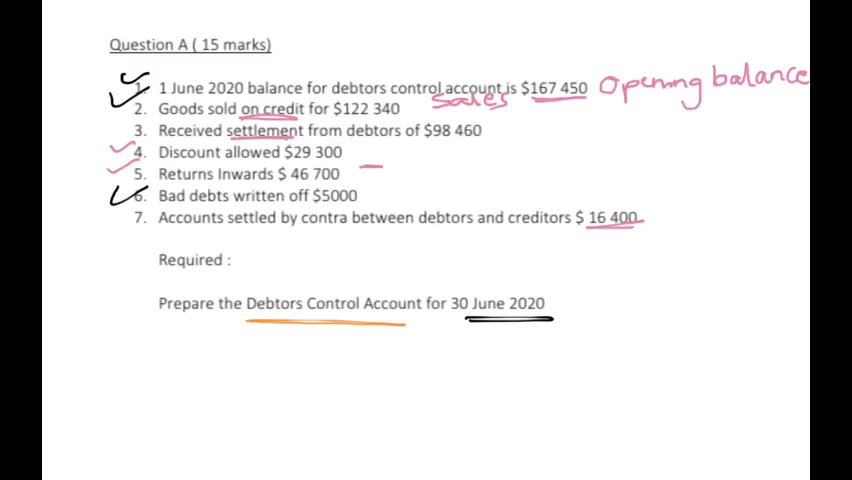 Question A ( 15 marks)
1. 1 June 2020 balance for debtors control account is $167 450 Opening balance
sales
2. Goods sold on credit for $122 340
3. Received settlement from debtors of $98 460
4. Discount allowed $29 300
5. Returns Inwards $ 46 700
6. Bad debts written off $5000
7. Accounts settled by contra between debtors and creditors $ 16 400
Required :
Prepare the Debtors Control Account for 30 June 2020